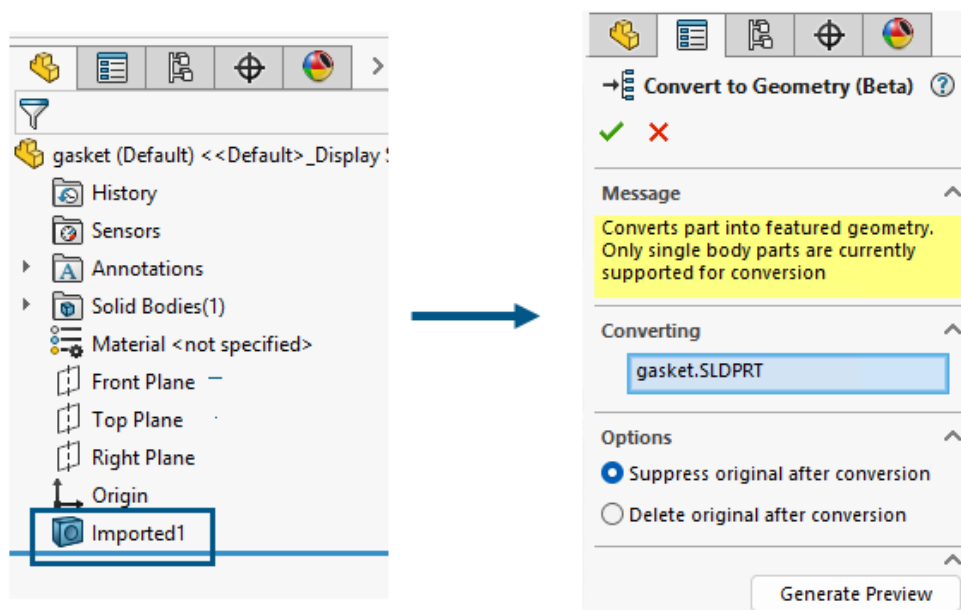 gasket (Default) <<Default>_Display
History
Sensors
Annotations
Solid Bodies(1)
Material <not specified>
Front Plane
Top Plane
Right Plane
Origin
Imported1
Convert to Geometry (Beta)
Message
Converts part into featured geometry.
Only single body parts are currently
supported for conversion
Converting
gasket.SLDPRT
Options
Suppress original after conversion
Delete original after conversion
Generate Preview